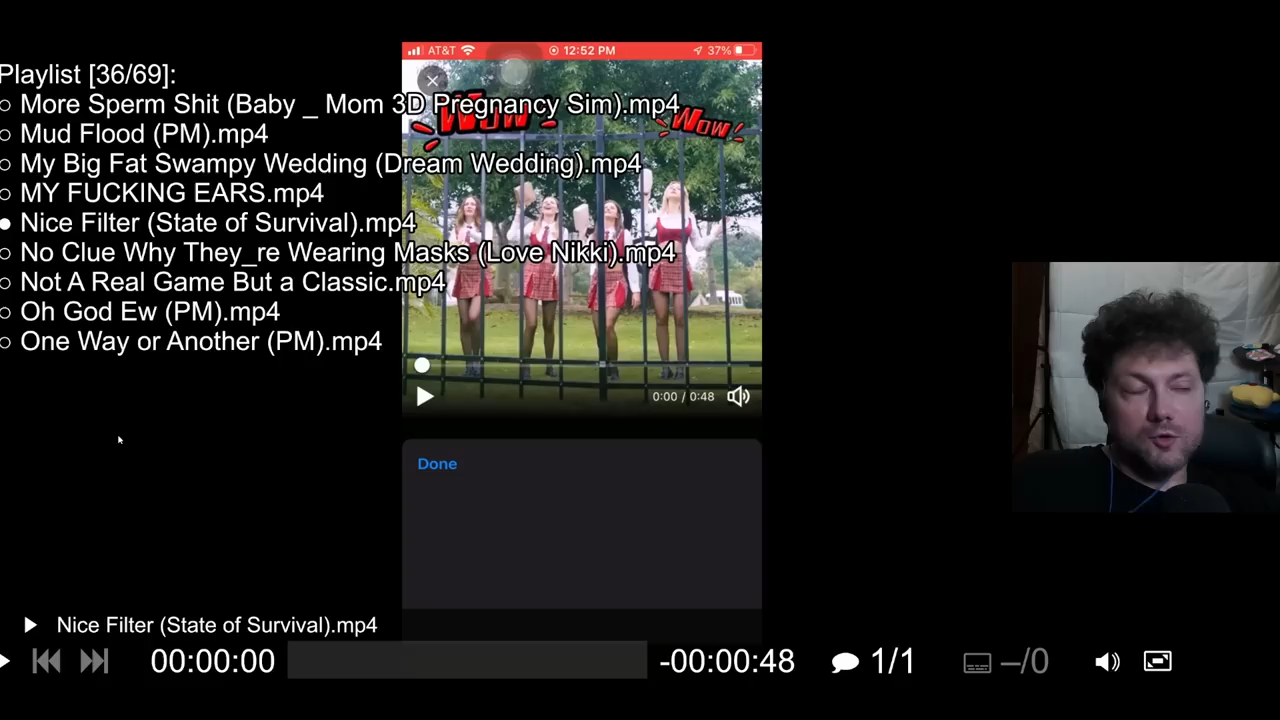 AT&T 12:52 PM 37%
Playlist [36/69]:
○ More Sperm Shit (Baby _ Mom 3D Pregnancy Sim).mp4
WOW WOW
○ Mud Flood (PM).mp4
○ My Big Fat Swampy Wedding (Dream Wedding).mp4
○ MY FUCKING EARS.mp4
● Nice Filter (State of Survival).mp4
○ No Clue Why They_re Wearing Masks (Love Nikki).mp4
○ Not A Real Game But a Classic.mp4
○ Oh God Ew (PM).mp4
○ One Way or Another (PM).mp4
0:00 / 0:48
Done
Nice Filter (State of Survival).mp4
00:00:00 -00:00:48 1/1 –/0